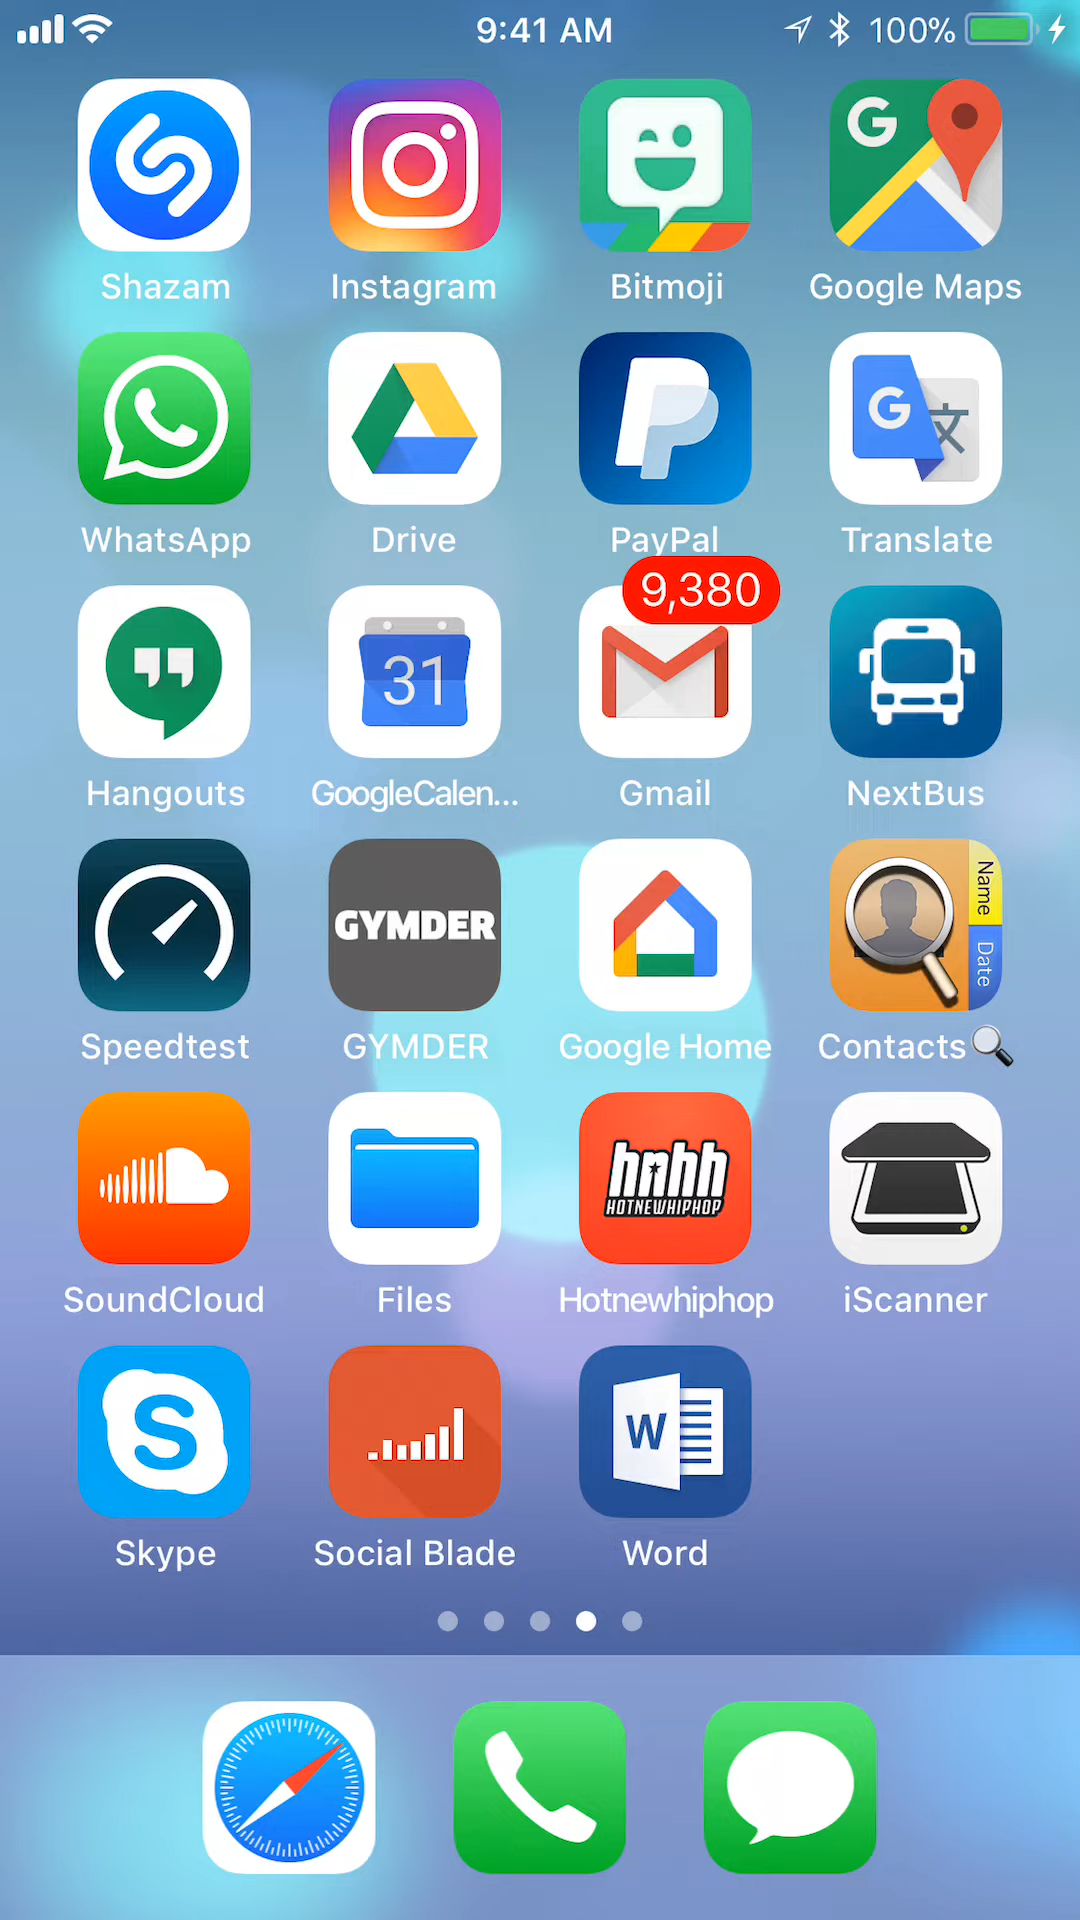 9:41 AM
100%
Shazam
Instagram
Bitmoji
G
Google Maps
WhatsApp
Drive
PayPal
G 文
Translate
9,380
31
Hangouts
GoogleCalen...
Gmail
NextBus
GYMDER
Name
Date
Speedtest
GYMDER
Google Home
Contacts🔍
hnhh
HOTNEWHIPHOP
SoundCloud
Files
Hotnewhiphop
iScanner
S
W
Skype
Social Blade
Word